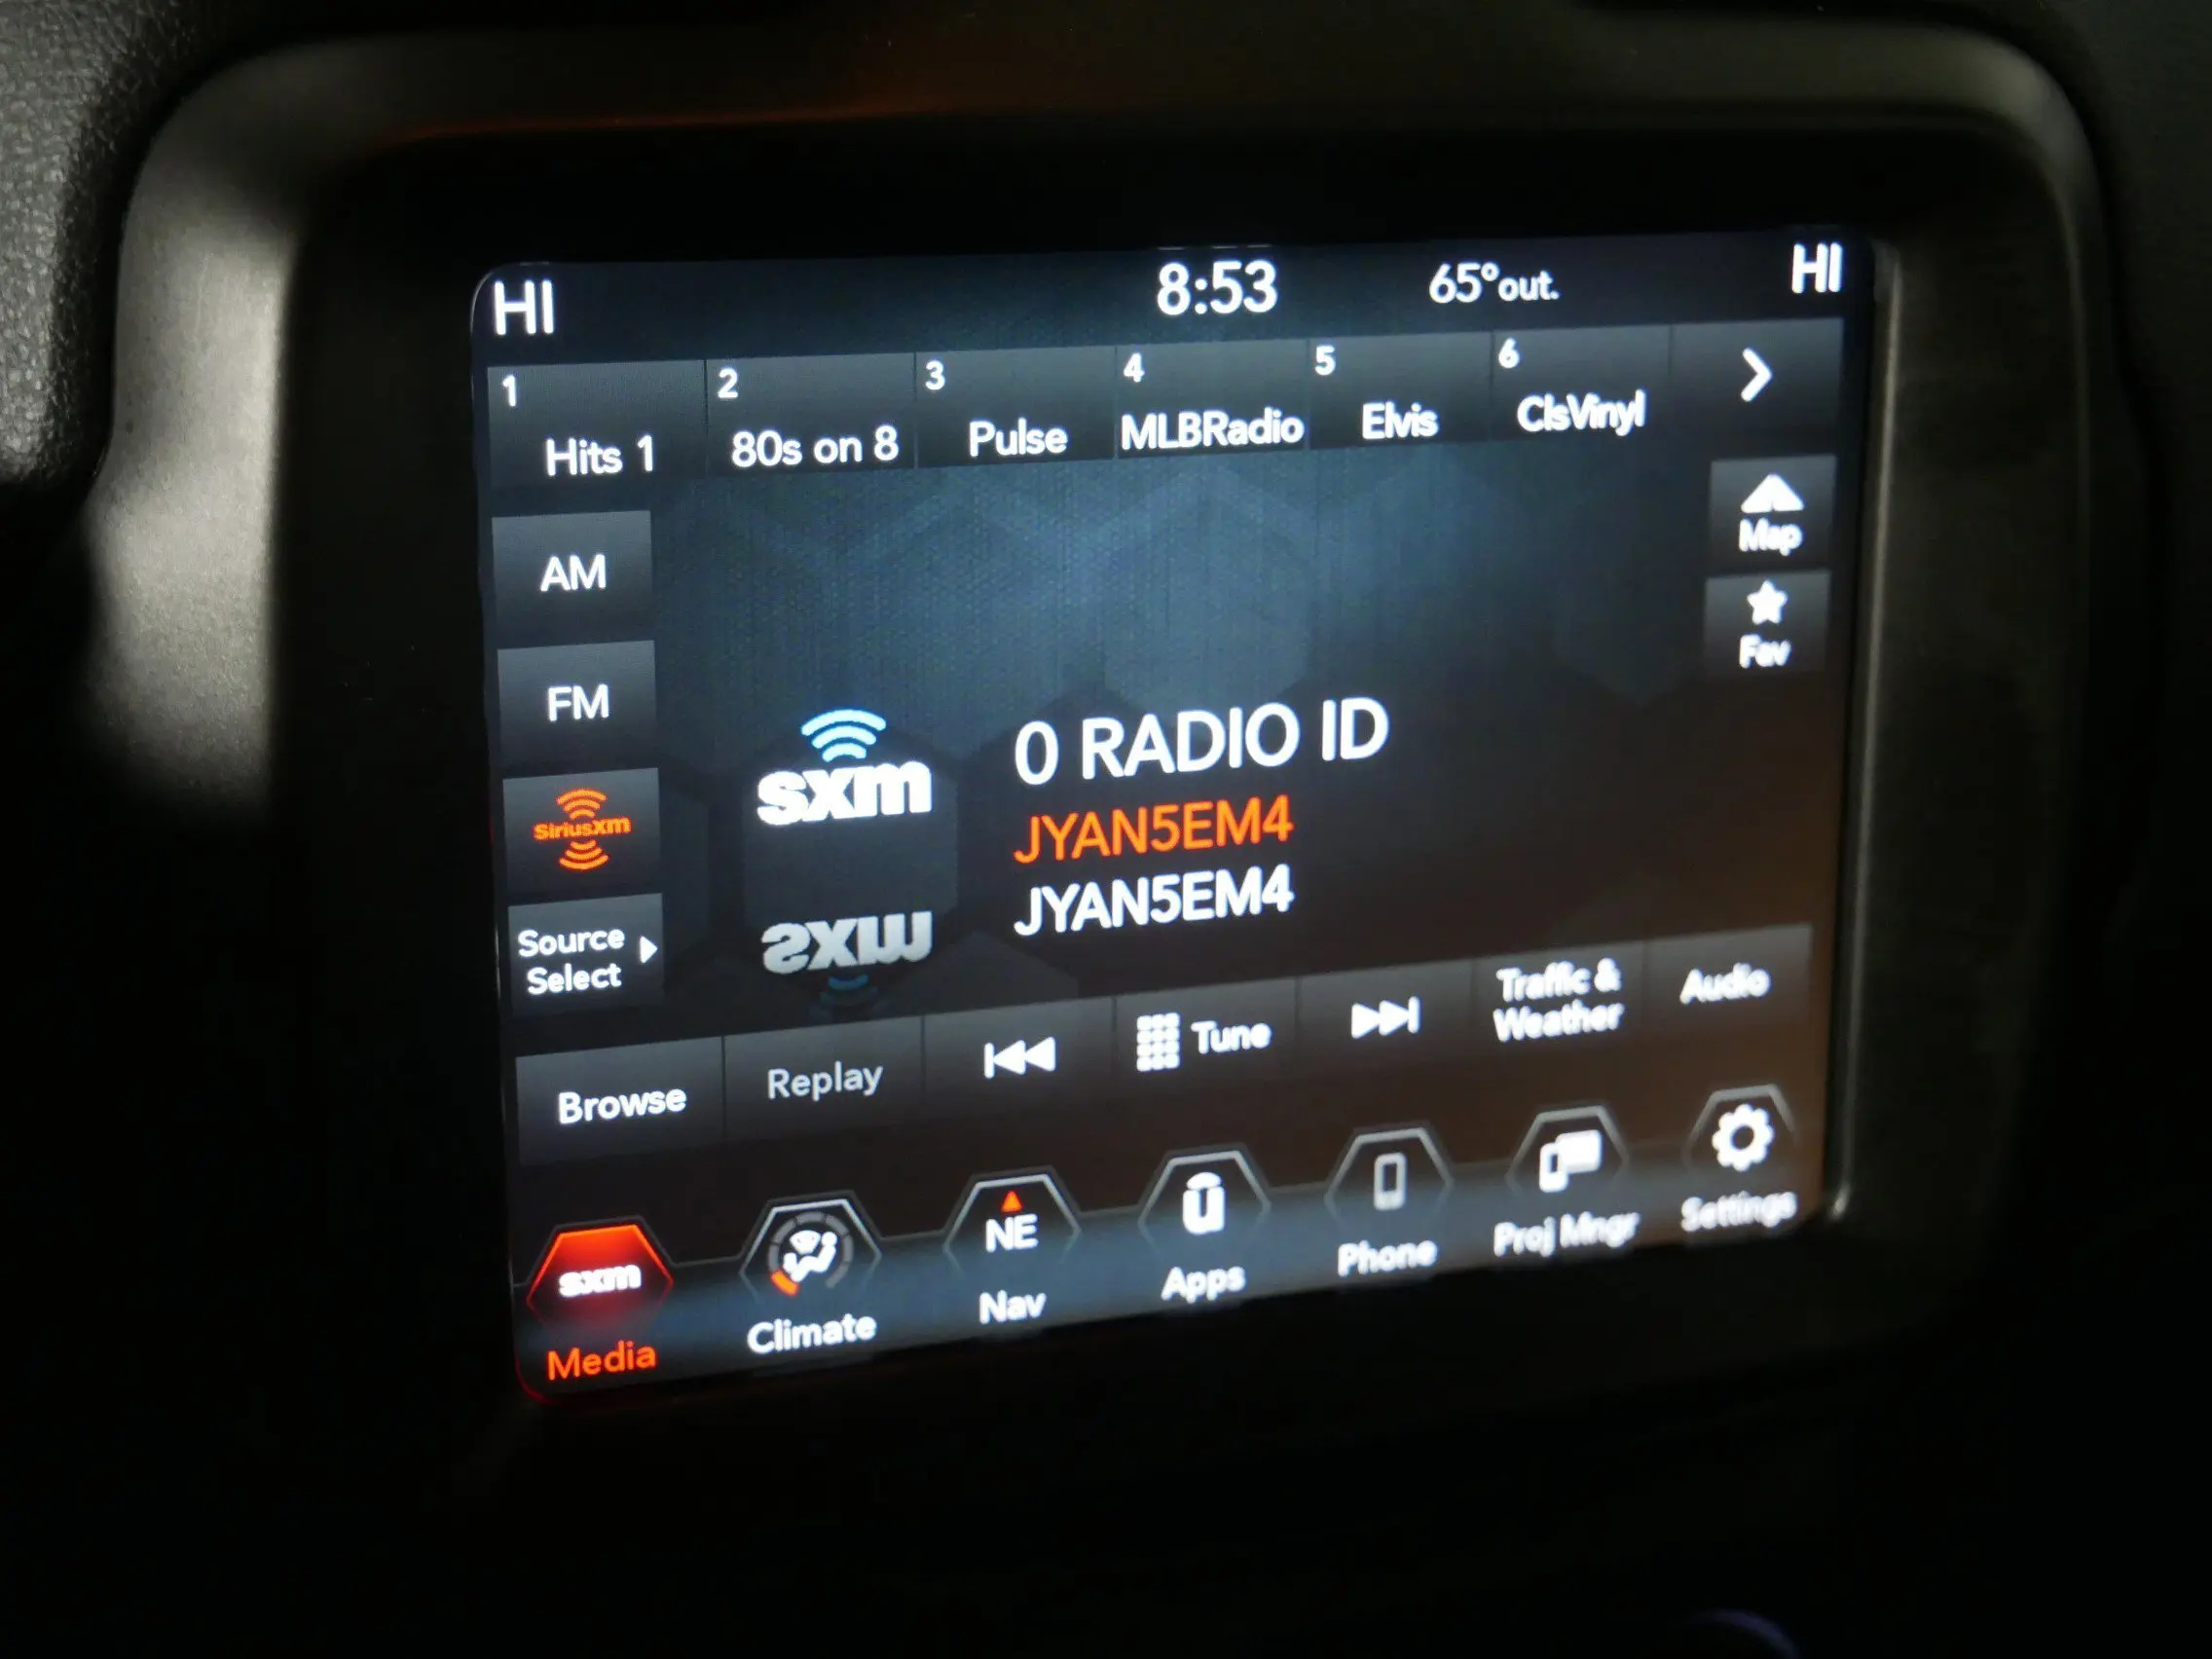 HI 8:53 65°out. HI
1 2 3 4 5 6
Hits 1 80s on 8 Pulse MLBRadio Elvis ClsVinyl
Map
AM
Fav
FM
0 RADIO ID
sxm
SiriusXM
JYAN5EM4
JYAN5EM4
Source
Select
sxm
Browse Replay Tune Traffic &
Weather
Audio
sxm NE
Media Climate Nav Apps Phone Proj Mngr Settings